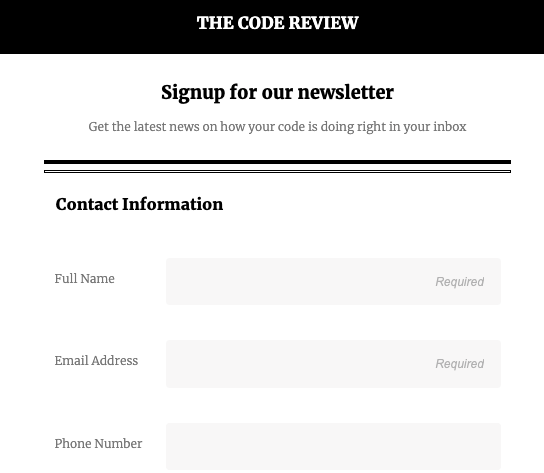 THE CODE REVIEW
Signup for our newsletter
Get the latest news on how your code is doing right in your inbox
Contact Information
Full Name
Required
Email Address
Required
Phone Number